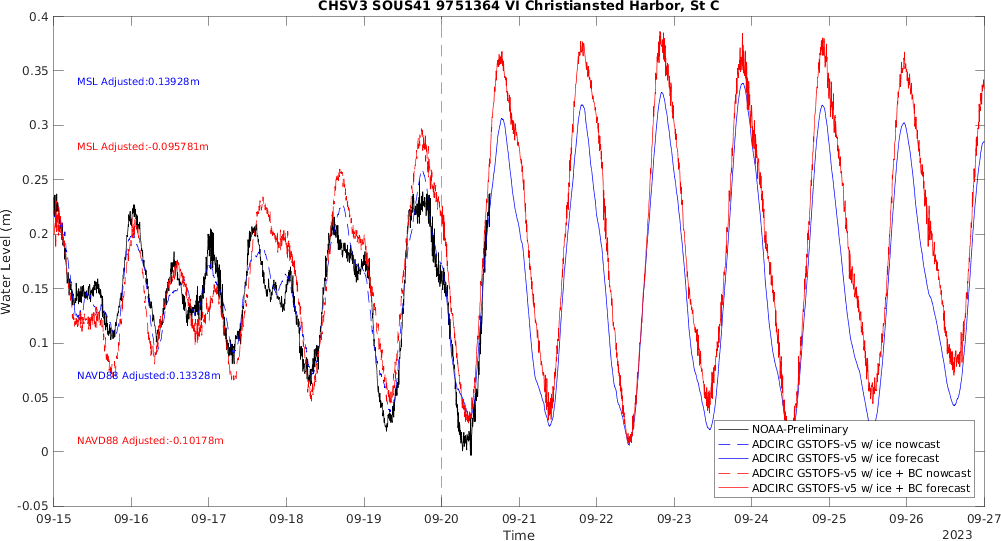 CHSV3 SOUS41 9751364 VI Christiansted Harbor, St C
0.4
0.35
0.3
0.25
0.2
0.15
0.1
0.05
0
-0.05
Water Level (m)
MSL Adjusted:0.13928m
MSL Adjusted:-0.095781m
NAVD88 Adjusted:0.13328m
NAVD88 Adjusted:-0.10178m
NOAA-Preliminary
ADCIRC GSTOFS-v5 w/ ice nowcast
ADCIRC GSTOFS-v5 w/ ice forecast
ADCIRC GSTOFS-v5 w/ ice + BC nowcast
ADCIRC GSTOFS-v5 w/ ice + BC forecast
09-15 09-16 09-17 09-18 09-19 09-20 09-21 09-22 09-23 09-24 09-25 09-26 09-27
Time
2023